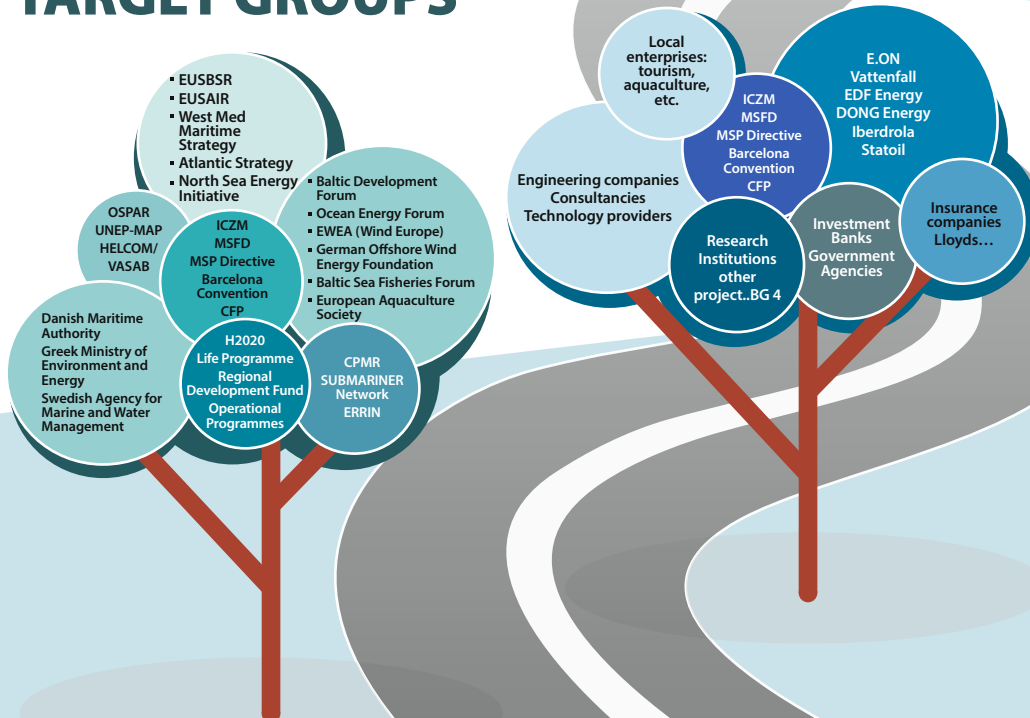 TARGET GROUPS
▪ EUSBSR
▪ EUSAIR
▪ West Med
Maritime
Strategy
▪ Atlantic Strategy
▪ North Sea Energy
Initiative
▪ Baltic Development
Forum
▪ Ocean Energy Forum
▪ EWEA (Wind Europe)
▪ German Offshore Wind
Energy Foundation
▪ Baltic Sea Fisheries Forum
▪ European Aquaculture
Society
OSPAR
UNEP-MAP
HELCOM/
VASAB
ICZM
MSFD
MSP Directive
Barcelona
Convention
CFP
Danish Maritime
Authority
Greek Ministry of
Environment and
Energy
Swedish Agency for
Marine and Water
Management
H2020
Life Programme
Regional
Development Fund
Operational
Programmes
CPMR
SUBMARINER
Network
ERRIN
Local
enterprises:
tourism,
aquaculture,
etc.
ICZM
MSFD
MSP Directive
Barcelona
Convention
CFP
E.ON
Vattenfall
EDF Energy
DONG Energy
Iberdrola
Statoil
Engineering companies
Consultancies
Technology providers
Research
Institutions
other
project..BG 4
Investment
Banks
Government
Agencies
Insurance
companies
Lloyds...